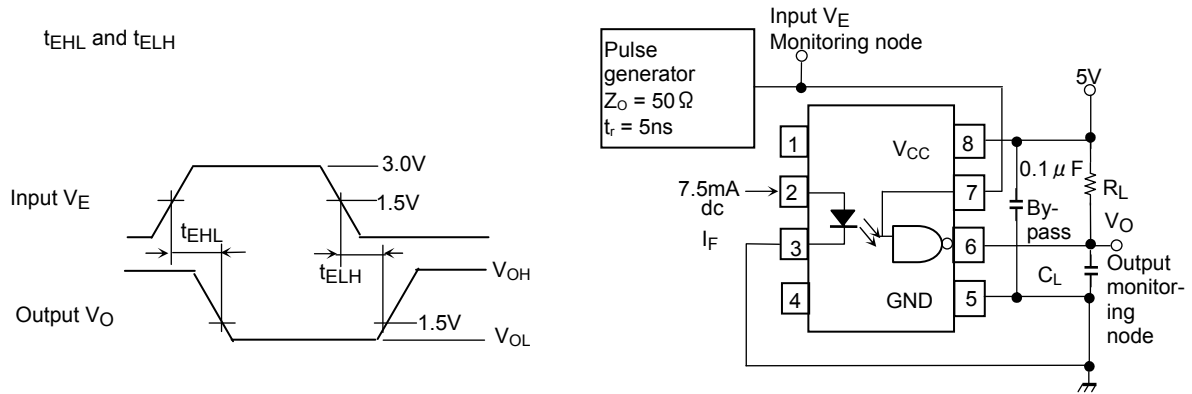 tEHL and tELH
Input VE
3.0V
1.5V
tEHL
tELH
VOH
Output VO
1.5V
VOL
Input VE
Monitoring node
Pulse
generator
ZO = 50 Ω
tr = 5ns
5V
1
VCC
8
0.1 μ F
7.5mA
dc
2
7
RL
By-
pass
VO
IF
3
6
CL
Output
monitor-
ing
node
4
GND
5